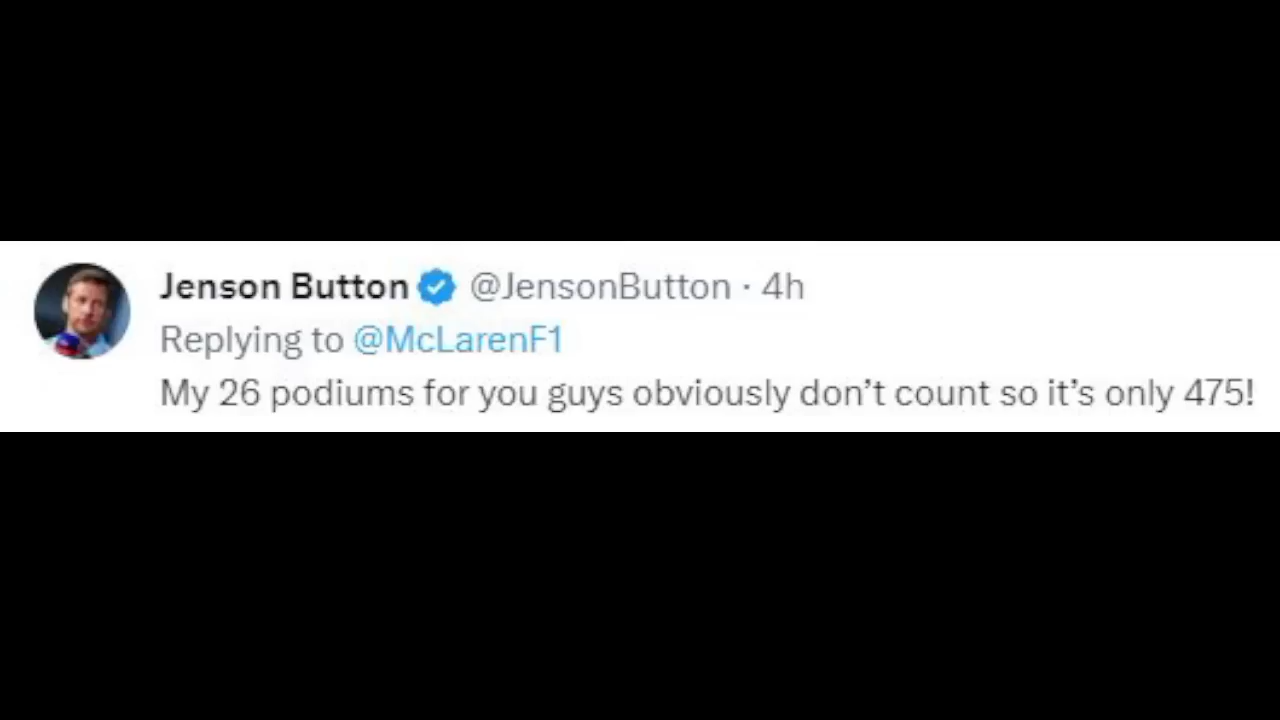 Jenson Button @JensonButton · 4h
Replying to @McLarenF1
My 26 podiums for you guys obviously don’t count so it’s only 475!